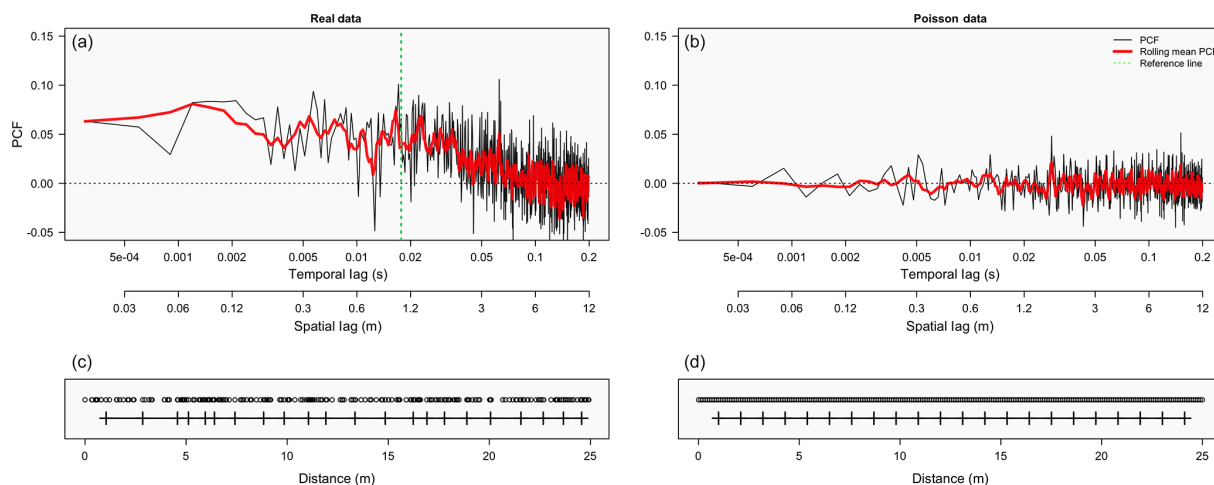 Real data
Poisson data
(a)
0.15
0.10
0.05
0.00
-0.05
PCF
5e-04 0.001 0.002 0.005 0.01 0.02 0.05 0.1 0.2
Temporal lag (s)
0.03 0.06 0.12 0.3 0.6 1.2 3 6 12
Spatial lag (m)
(b)
PCF
Rolling mean PCF
Reference line
0.15
0.10
0.05
0.00
-0.05
5e-04 0.001 0.002 0.005 0.01 0.02 0.05 0.1 0.2
Temporal lag (s)
0.03 0.06 0.12 0.3 0.6 1.2 3 6 12
Spatial lag (m)
(c)
0 5 10 15 20 25
Distance (m)
(d)
0 5 10 15 20 25
Distance (m)